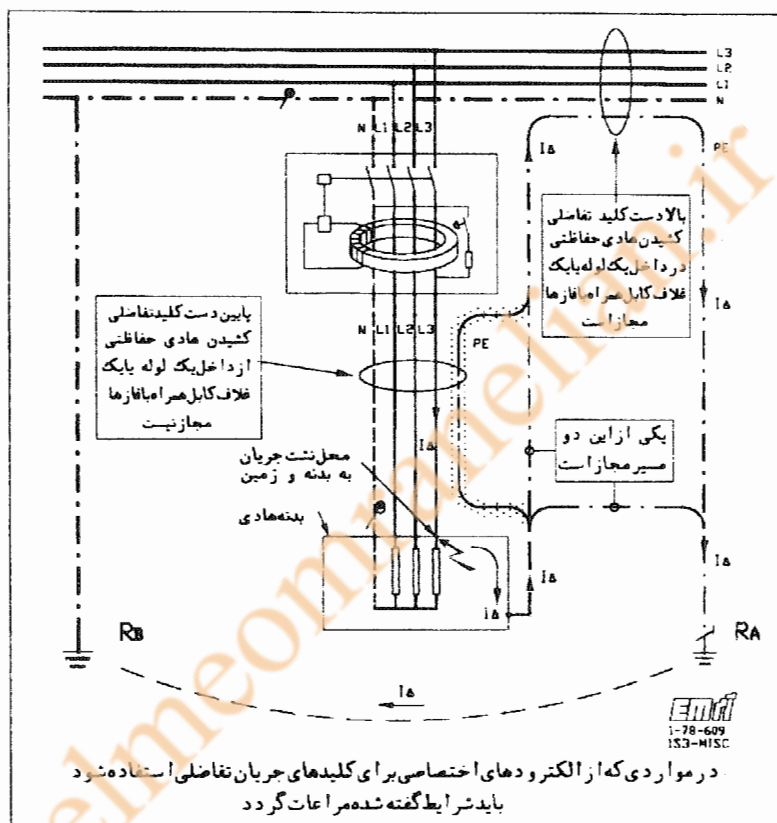 L3
L2
L1
N
N L1 L2 L3
IΔ
PE
بالادست کلید تفاضلی
کشیدن هادی حفاظتی
در داخل یک لوله یا یک
غلاف کابل همراه با فازها
مجاز است
IΔ
پایین دست کلید تفاضلی
کشیدن هادی حفاظتی
از داخل یک لوله یا یک
غلاف کابل همراه با فازها
مجاز نیست
N L1 L2 L3
PE
IΔ
یکی از این دو
مسیر مجاز است
محل نشت جریان
به بدنه و زمین
بدنه هادی
IΔ
IΔ
IΔ
RB
RA
IΔ
EMRI
1-78-609
IS3-MISC
در مواردی که از الکترودهای اختصاصی برای کلیدهای جریان تفاضلی استفاده شود
باید شرایط گفته شده مراعات گردد
elmeomranelian.ir